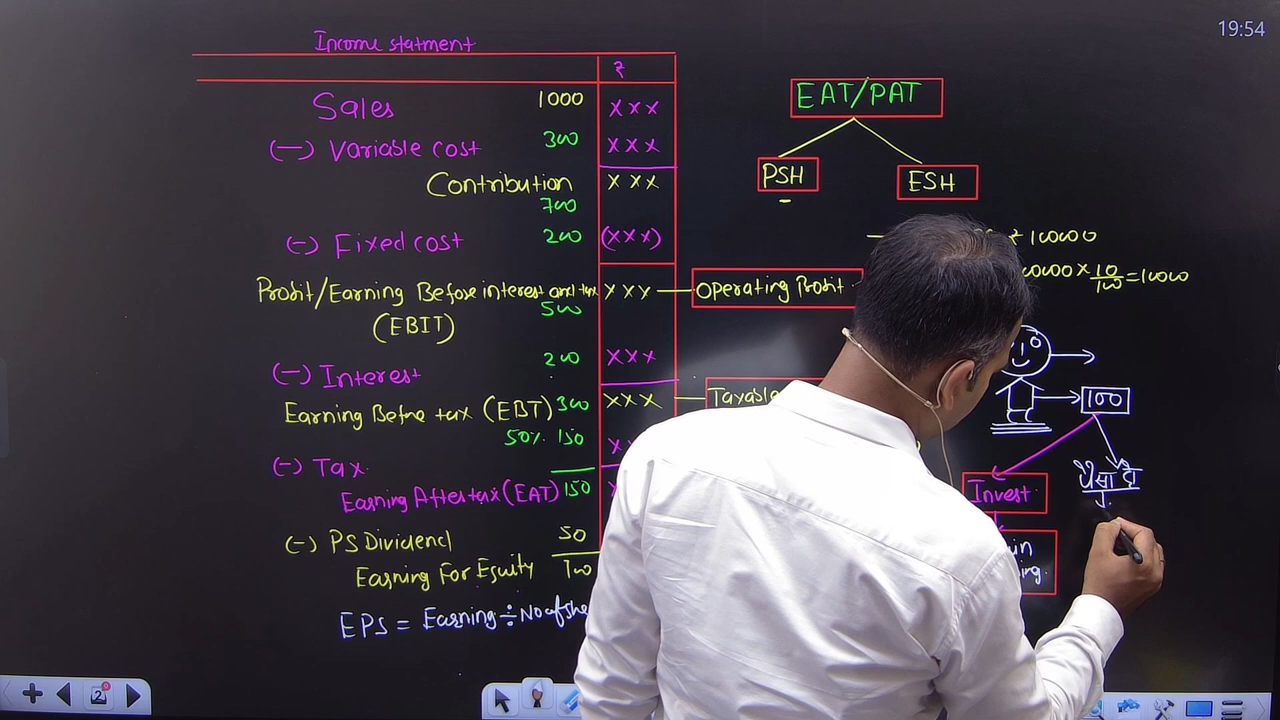 19:54
Income statment
₹
Sales 1000 xxx
(-) Variable cost 300 xxx
Contribution xxx
700
(-) Fixed cost 200 (xxx)
Profit/Earning Before interest and tax xxx
500
(EBIT)
(-) Interest 200 xxx
Earning Before tax (EBT) 300 xxx
50% 150
(-) Tax.
Earning After tax (EAT) 150
(-) PS Dividend 50
Earning For Equity 100
EPS = Earning ÷ No of
EAT/PAT
PSH
ESH
₹ 100000
× 10/100 = 10000
Operating Profit
Taxable
100
Invest
पैसा दो
2